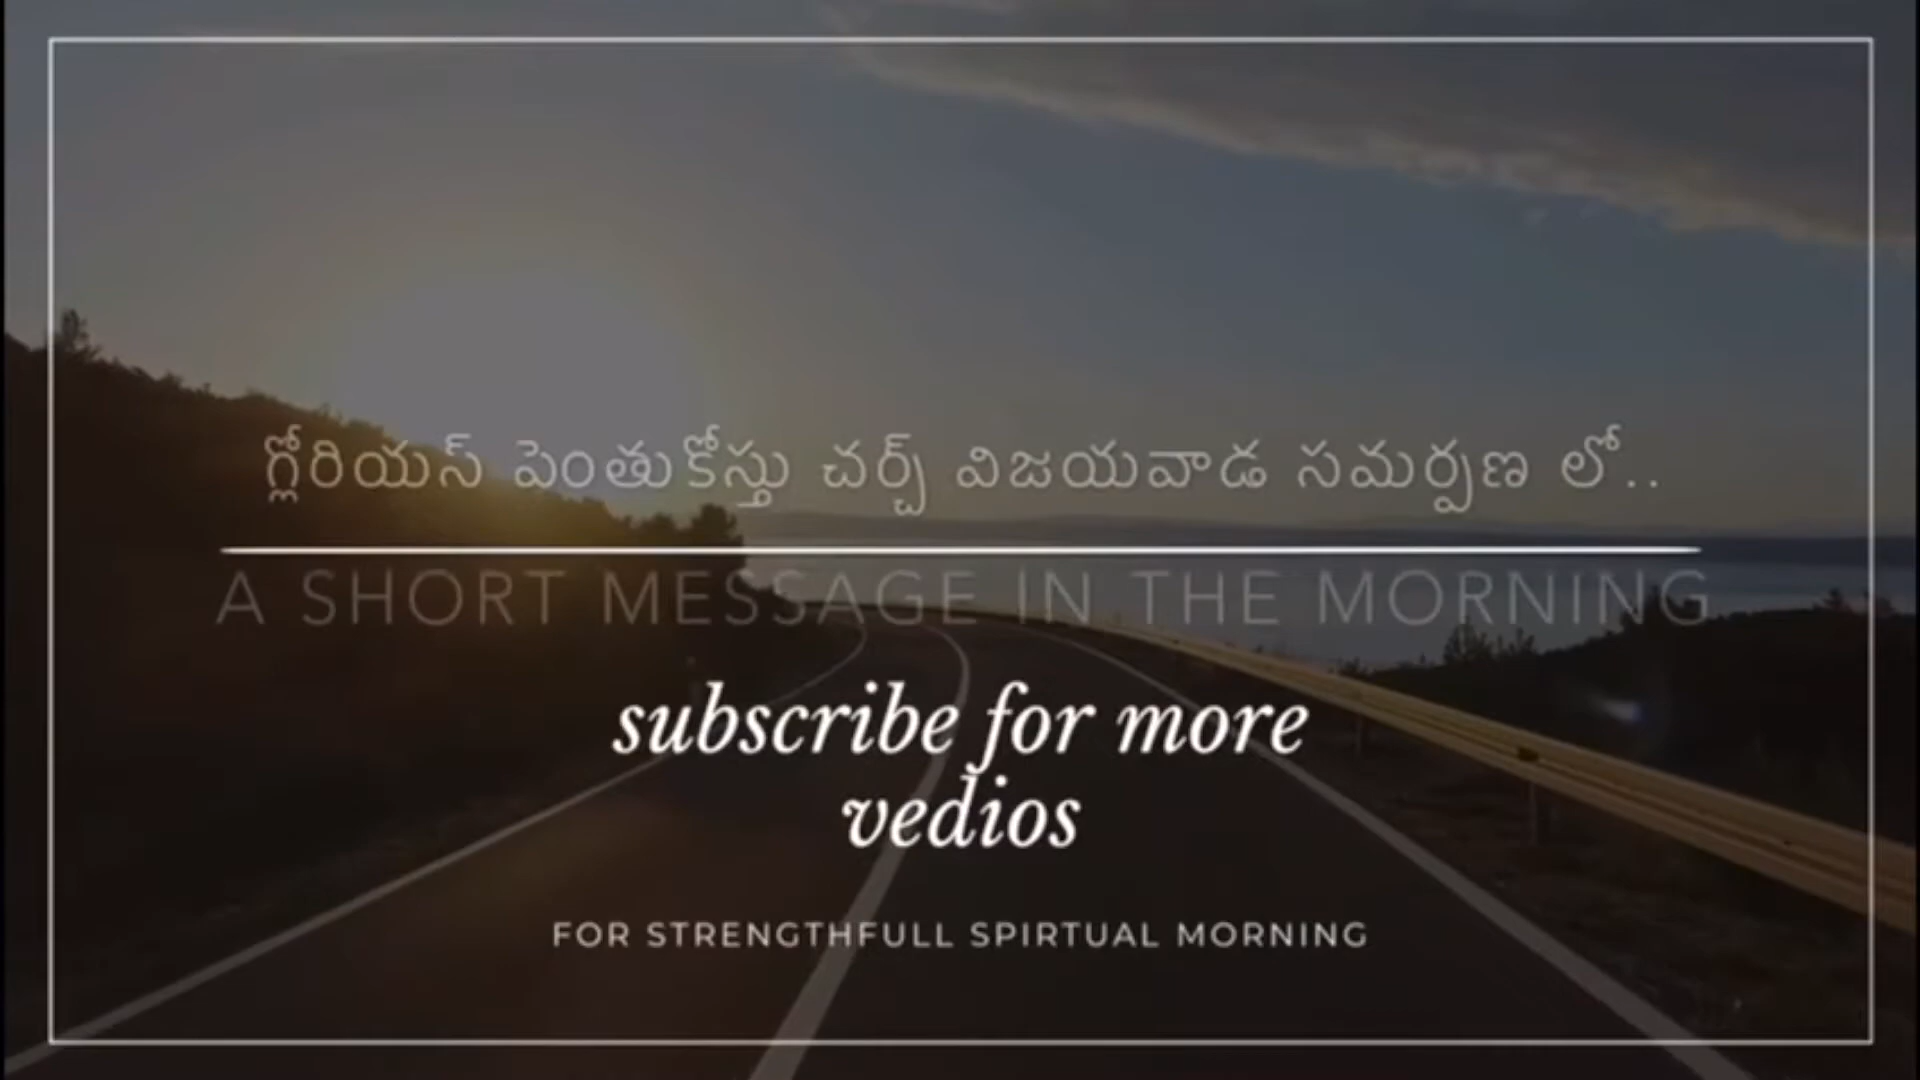 గ్లోరియస్ పెంతుకోస్తు చర్చ్ విజయవాడ సమర్పణ లో..
A SHORT MESSAGE IN THE MORNING
subscribe for more
vedios
FOR STRENGTHFULL SPIRTUAL MORNING